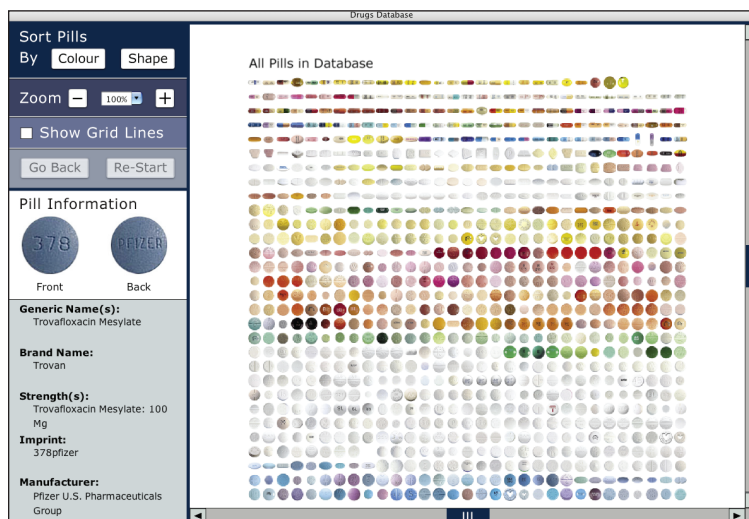 Drugs Database
Sort Pills
By Colour Shape
Zoom − 100% +
Show Grid Lines
Go Back Re-Start
Pill Information
378 PFIZER
Front Back
Generic Name(s):
Trovafloxacin Mesylate
Brand Name:
Trovan
Strength(s):
Trovafloxacin Mesylate: 100
Mg
Imprint:
378pfizer
Manufacturer:
Pfizer U.S. Pharmaceuticals
Group
All Pills in Database